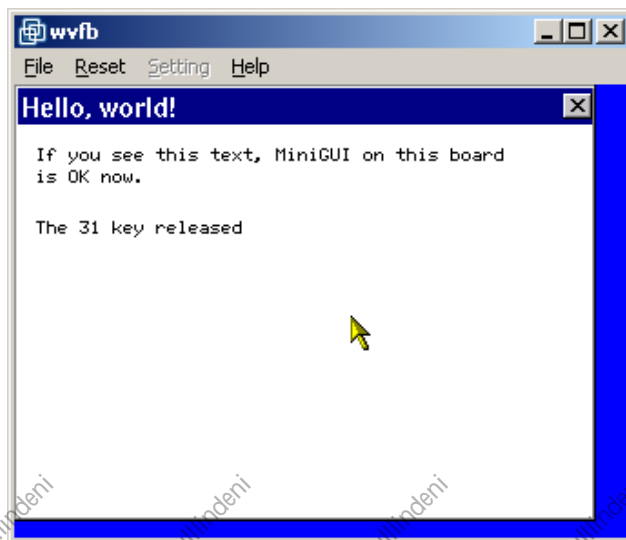 wvfb
File Reset Setting Help
Hello, world!
If you see this text, MiniGUI on this board
is OK now.
The 31 key released